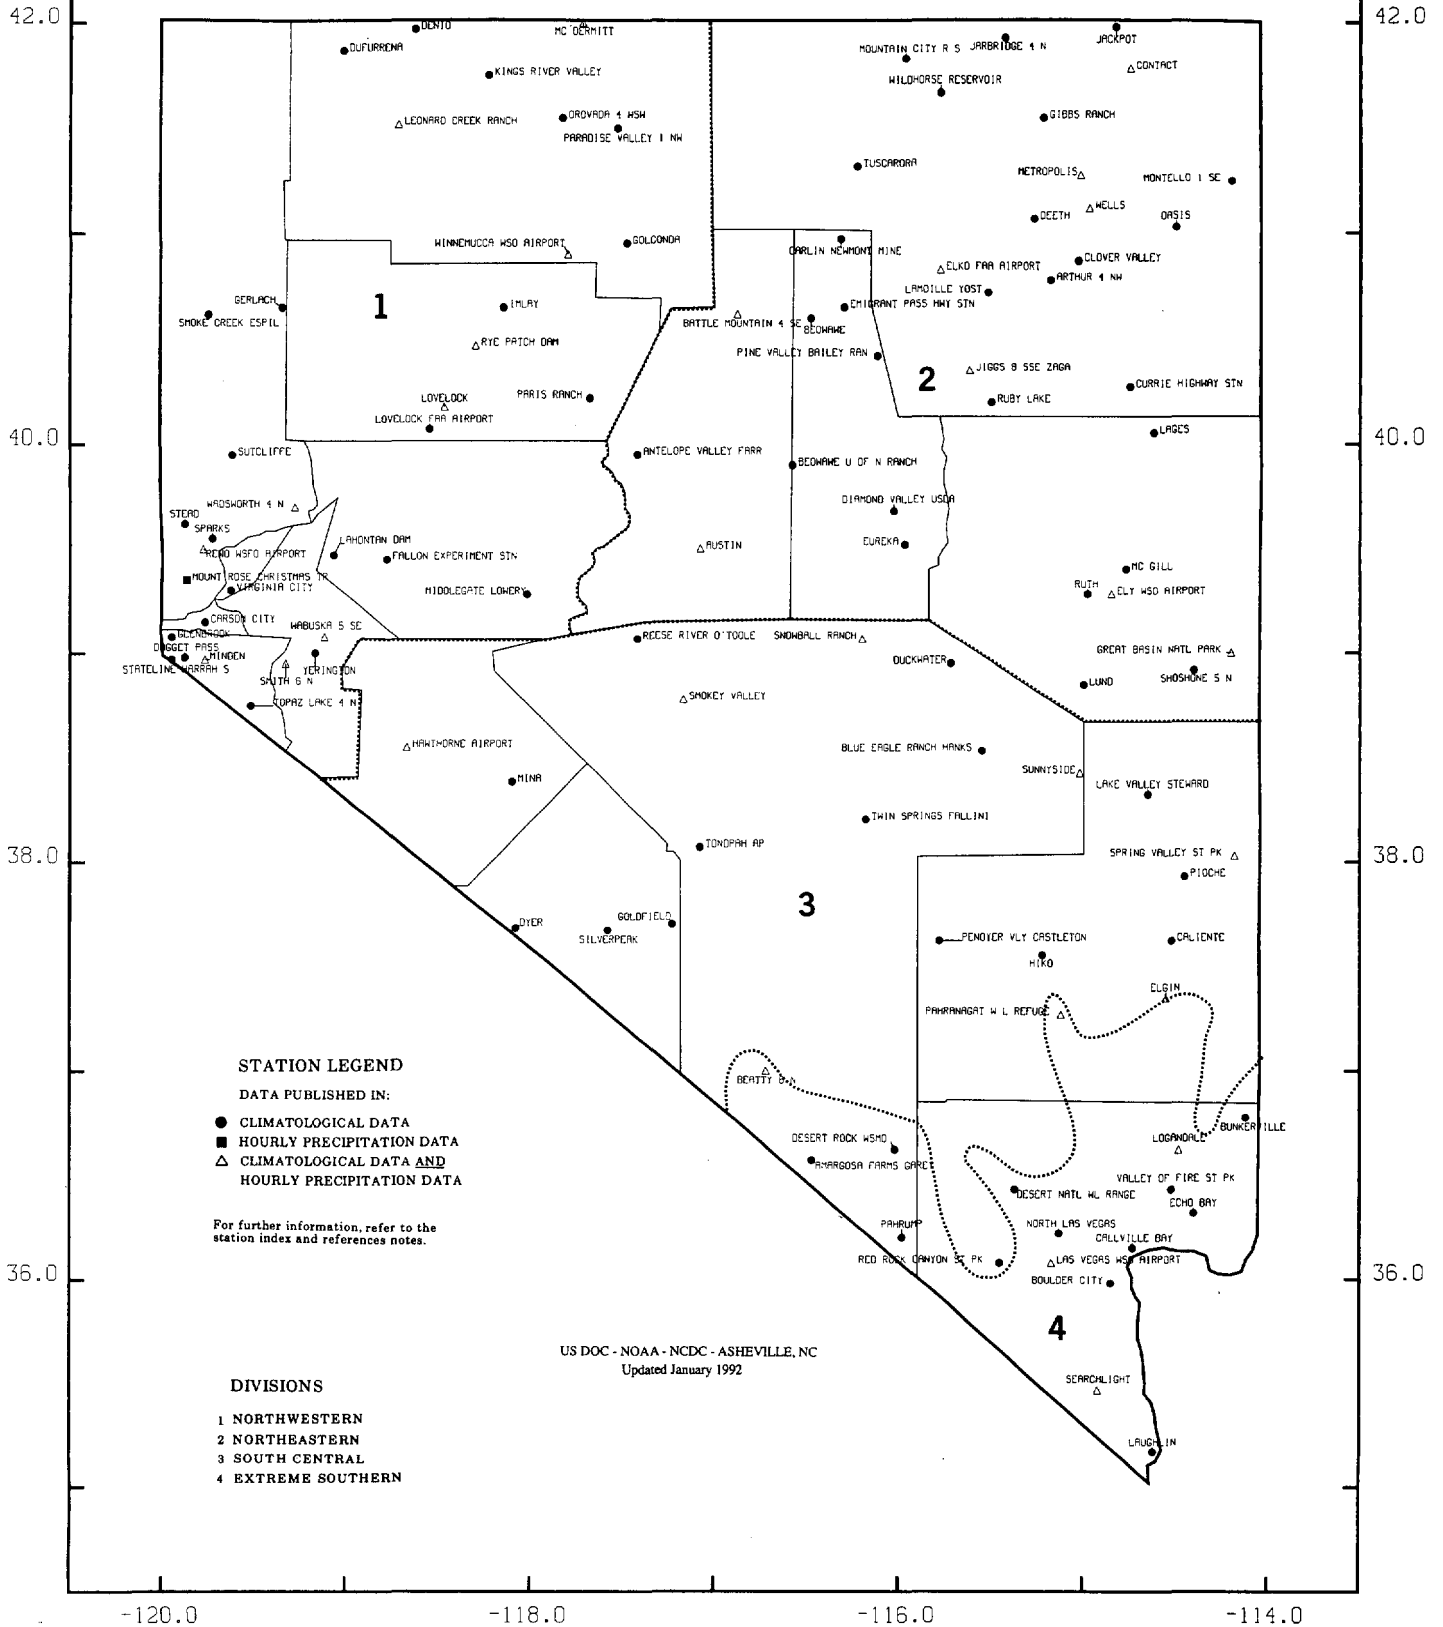 42.0
42.0
DENIO
MC DERMITT
DUFURRENA
KINGS RIVER VALLEY
LEONARD CREEK RANCH
OROVADA 4 WSW
PARADISE VALLEY 1 NW
MOUNTAIN CITY R S
JARBRIDGE 4 N
JACKPOT
CONTACT
WILDHORSE RESERVOIR
GIBBS RANCH
TUSCARORA
METROPOLIS
MONTELLO 1 SE
WELLS
DEETH
OASIS
WINNEMUCCA WSO AIRPORT
GOLCONDA
CARLIN NEWMONT MINE
CLOVER VALLEY
ELKO FAA AIRPORT
ARTHUR 4 NW
LAMOILLE YOST
GERLACH
1
IMLAY
EMIGRANT PASS HWY STN
SMOKE CREEK ESPIL
BATTLE MOUNTAIN 4 SE
BEOWAWE
RYE PATCH DAM
PINE VALLEY BAILEY RAN
2
JIGGS 8 SSE ZAGA
CURRIE HIGHWAY STN
LOVELOCK
PARIS RANCH
RUBY LAKE
LOVELOCK FAA AIRPORT
40.0
40.0
LAGES
SUTCLIFFE
ANTELOPE VALLEY FARR
BEOWAWE U OF N RANCH
WADSWORTH 4 N
DIAMOND VALLEY USDA
STEAD
SPARKS
LAHONTAN DAM
AUSTIN
EUREKA
RENO WSFO AIRPORT
FALLON EXPERIMENT STN
MC GILL
MOUNT ROSE CHRISTMAS TR
VIRGINIA CITY
MIDDLEGATE LOWERY
RUTH
ELY WSO AIRPORT
CARSON CITY
WABUSKA 5 SE
GLENBROOK
REESE RIVER O'TOOLE
SNOWBALL RANCH
DAGGET PASS
MINDEN
GREAT BASIN NATL PARK
STATELINE HARRAH S
YERINGTON
DUCKWATER
SMITH 6 N
SHOSHONE 5 N
LUND
TOPAZ LAKE 4 N
SMOKEY VALLEY
HAWTHORNE AIRPORT
BLUE EAGLE RANCH HANKS
SUNNYSIDE
MINA
LAKE VALLEY STEWARD
TWIN SPRINGS FALLINI
TONOPAH AP
38.0
38.0
SPRING VALLEY ST PK
PIOCHE
3
DYER
GOLDFIELD
SILVERPEAK
PENOYER VLY CASTLETON
CALIENTE
HIKO
ELGIN
PAHRANAGAT W L REFUGE
BEATTY 8 N
STATION LEGEND
DATA PUBLISHED IN:
CLIMATOLOGICAL DATA
HOURLY PRECIPITATION DATA
CLIMATOLOGICAL DATA AND
HOURLY PRECIPITATION DATA
For further information, refer to the
station index and references notes.
BUNKERVILLE
DESERT ROCK WSMO
LOGANDALE
AMARGOSA FARMS GAREY
VALLEY OF FIRE ST PK
DESERT NATL WL RANGE
ECHO BAY
PAHRUMP
NORTH LAS VEGAS
CALLVILLE BAY
RED ROCK CANYON ST PK
LAS VEGAS WSO AIRPORT
36.0
36.0
BOULDER CITY
4
SEARCHLIGHT
LAUGHLIN
US DOC - NOAA - NCDC - ASHEVILLE, NC
Updated January 1992
DIVISIONS
1 NORTHWESTERN
2 NORTHEASTERN
3 SOUTH CENTRAL
4 EXTREME SOUTHERN
-120.0
-118.0
-116.0
-114.0